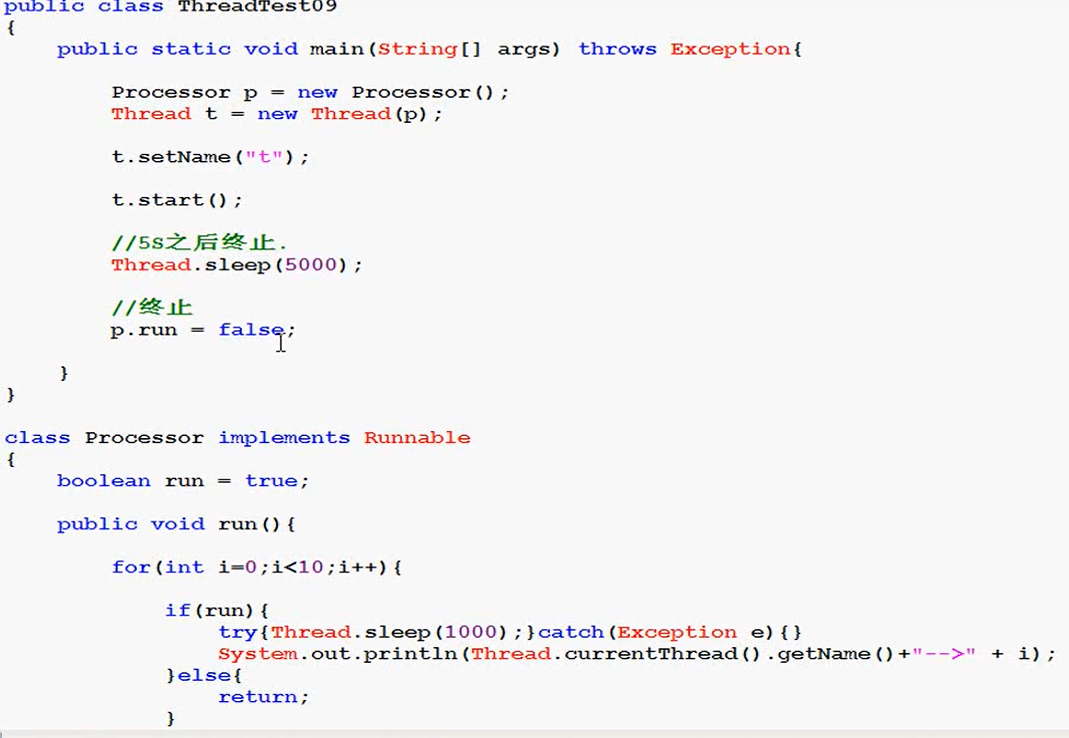 public class ThreadTest09
{
    public static void main(String[] args) throws Exception{
        Processor p = new Processor();
        Thread t = new Thread(p);
        t.setName("t");
        t.start();
        //5S之后终止.
        Thread.sleep(5000);
        //终止
        p.run = false;
    }
}
class Processor implements Runnable
{
    boolean run = true;
    public void run(){
        for(int i=0;i<10;i++){
            if(run){
                try{Thread.sleep(1000);}catch(Exception e){}
                System.out.println(Thread.currentThread().getName()+"-->" + i);
            }else{
                return;
            }